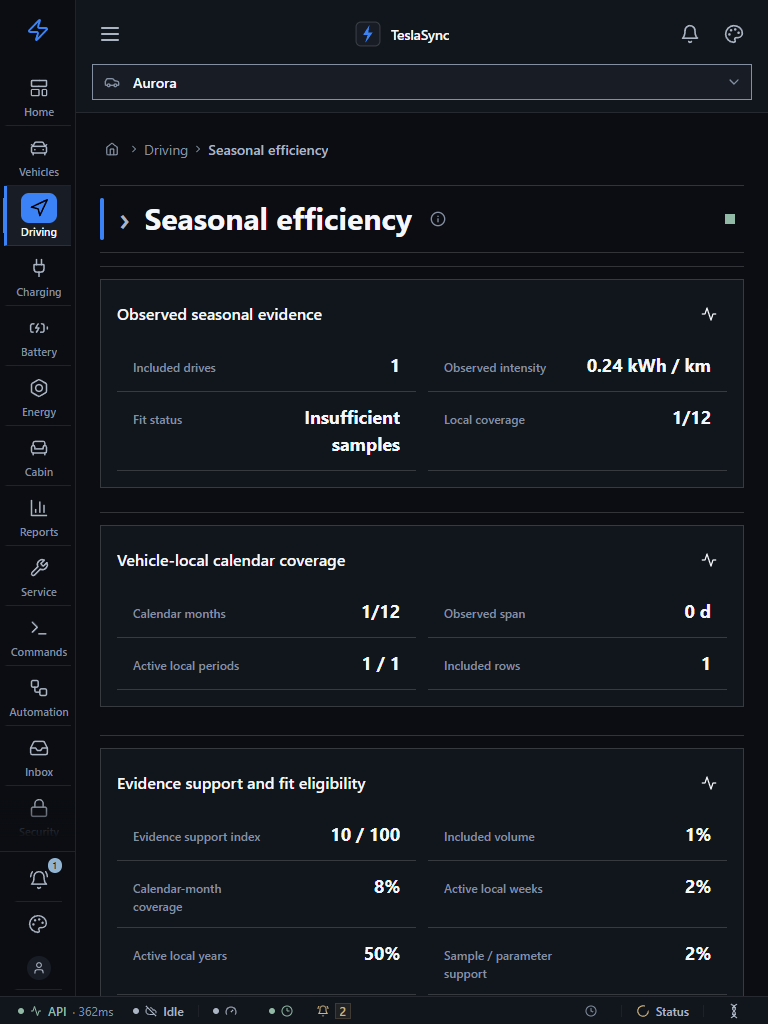 TeslaSync
Aurora
Home
Vehicles
Driving
Charging
Battery
Energy
Cabin
Reports
Service
Commands
Automation
Inbox
Security
1
Driving
Seasonal efficiency
Seasonal efficiency
Observed seasonal evidence
Included drives 1
Observed intensity 0.24 kWh / km
Fit status Insufficient
samples
Local coverage 1/12
Vehicle-local calendar coverage
Calendar months 1/12
Observed span 0 d
Active local periods 1 / 1
Included rows 1
Evidence support and fit eligibility
Evidence support index 10 / 100
Included volume 1%
Calendar-month
coverage 8%
Active local weeks 2%
Active local years 50%
Sample / parameter
support 2%
API · 362ms
Idle
2
Status